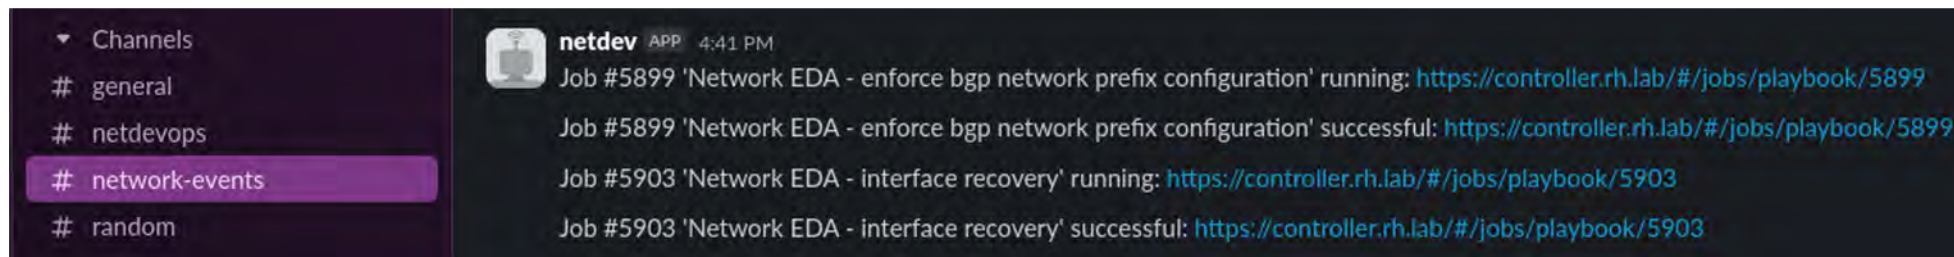 Channels
# general
# netdevops
# network-events
# random
netdev APP 4:41 PM
Job #5899 'Network EDA - enforce bgp network prefix configuration' running: https://controller.rh.lab/#/jobs/playbook/5899
Job #5899 'Network EDA - enforce bgp network prefix configuration' successful: https://controller.rh.lab/#/jobs/playbook/5899
Job #5903 'Network EDA - interface recovery' running: https://controller.rh.lab/#/jobs/playbook/5903
Job #5903 'Network EDA - interface recovery' successful: https://controller.rh.lab/#/jobs/playbook/5903